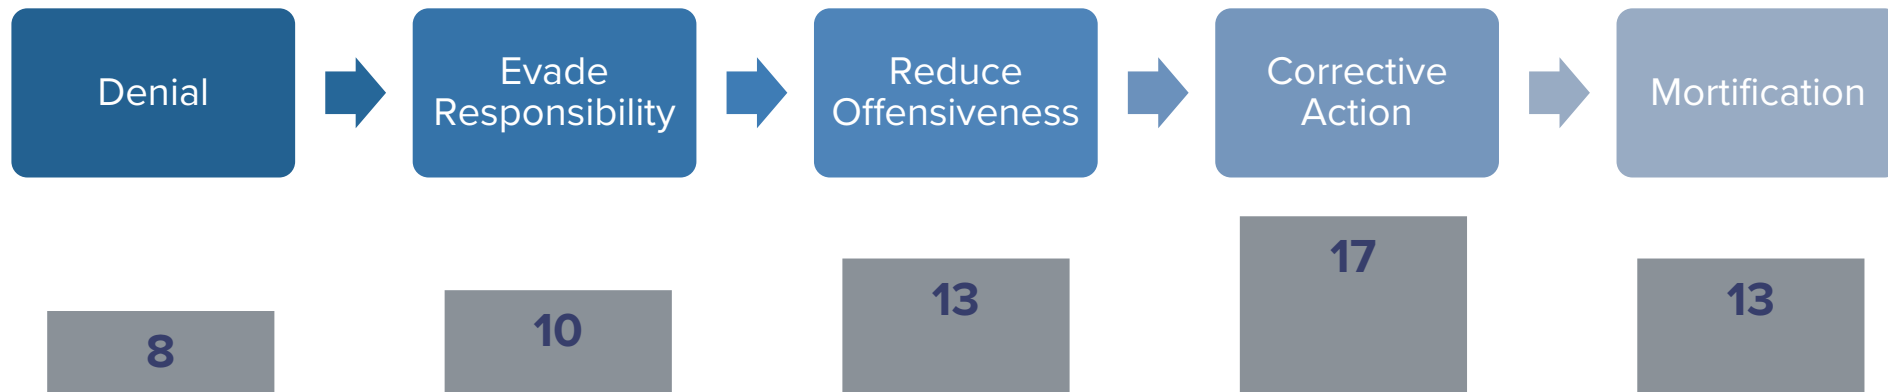 Denial
Evade
Responsibility
Reduce
Offensiveness
Corrective
Action
Mortification
8
10
13
17
13